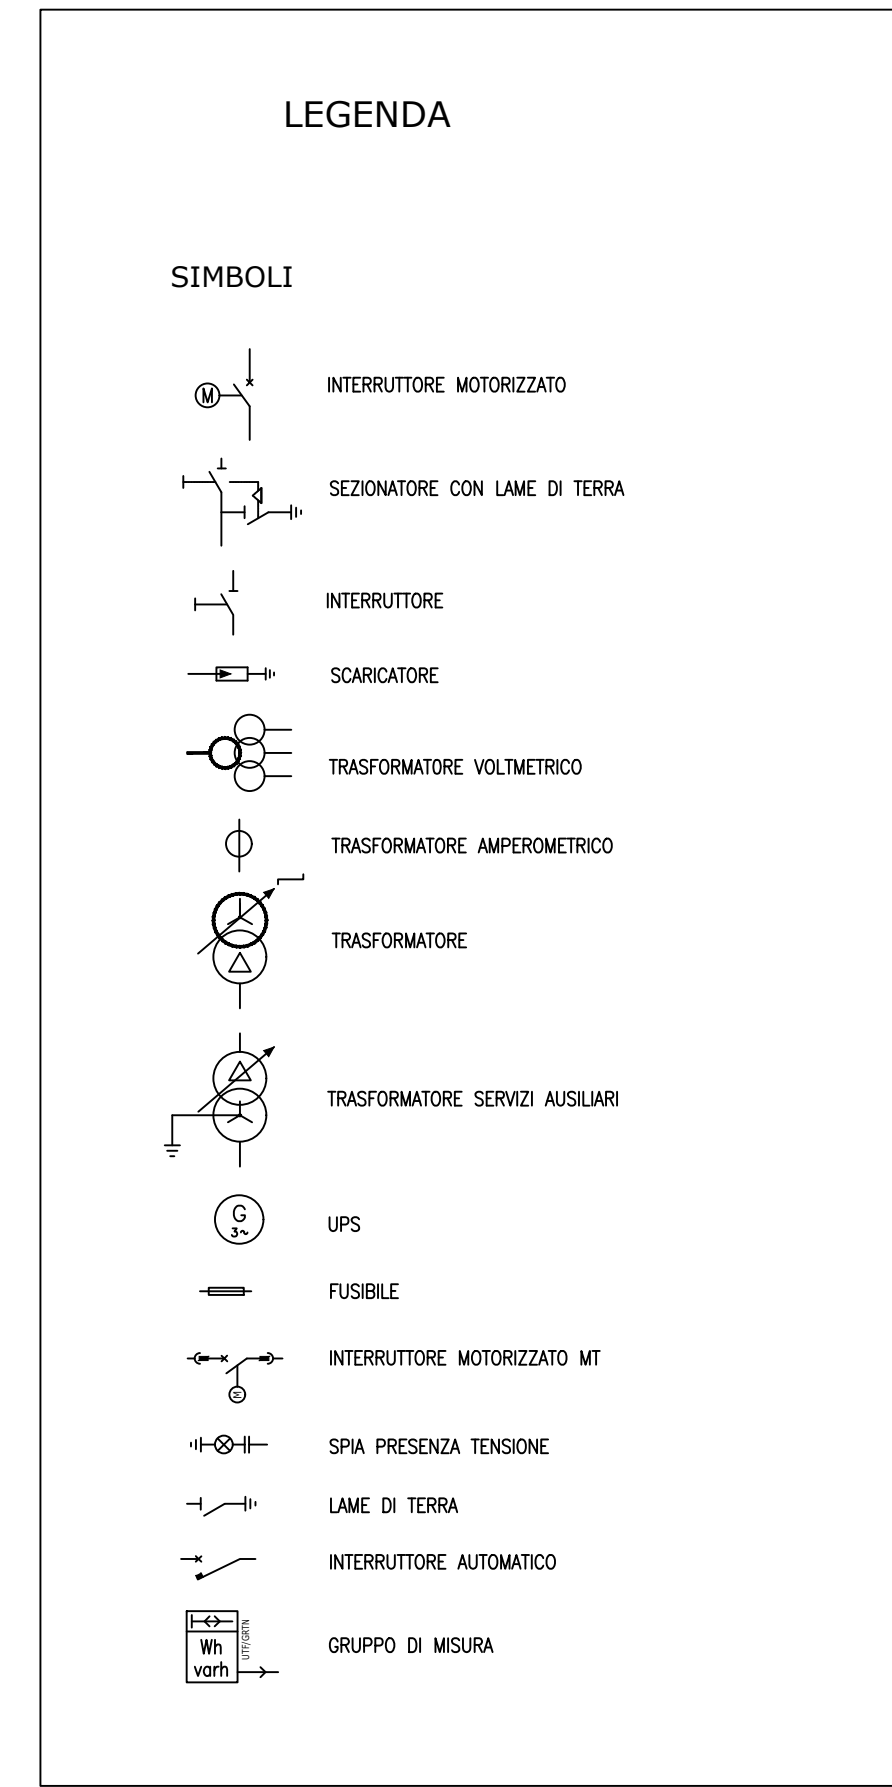 LEGENDA
SIMBOLI
M INTERRUTTORE MOTORIZZATO
SEZIONATORE CON LAME DI TERRA
INTERRUTTORE
SCARICATORE
TRASFORMATORE VOLTMETRICO
TRASFORMATORE AMPEROMETRICO
TRASFORMATORE
TRASFORMATORE SERVIZI AUSILIARI
G
3~
UPS
FUSIBILE
INTERRUTTORE MOTORIZZATO MT
M
SPIA PRESENZA TENSIONE
LAME DI TERRA
INTERRUTTORE AUTOMATICO
Wh
varh
UTF/GRTN
GRUPPO DI MISURA